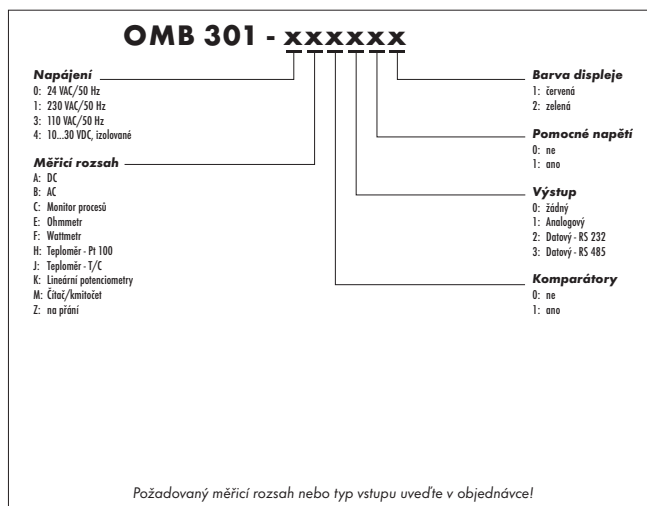 OMB 301 - xxxxxx
Napájení
0: 24 VAC/50 Hz
1: 230 VAC/50 Hz
3: 110 VAC/50 Hz
4: 10...30 VDC, izolované
Měřicí rozsah
A: DC
B: AC
C: Monitor procesů
E: Ohmmetr
F: Wattmetr
H: Teploměr - Pt 100
J: Teploměr - T/C
K: Lineární potenciometry
M: Čítač/kmitočet
Z: na přání
Barva displeje
1: červená
2: zelená
Pomocné napětí
0: ne
1: ano
Výstup
0: žádný
1: Analogový
2: Datový - RS 232
3: Datový - RS 485
Komparátory
0: ne
1: ano
Požadovaný měřicí rozsah nebo typ vstupu uveďte v objednávce!